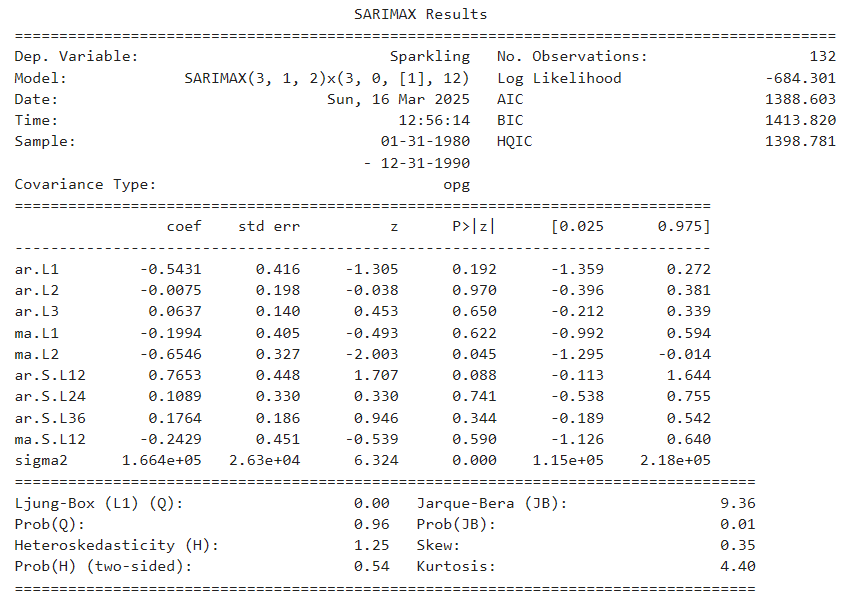 SARIMAX Results
==========================================================================================
Dep. Variable:                          Sparkling   No. Observations:                  132
Model:             SARIMAX(3, 1, 2)x(3, 0, [1], 12)   Log Likelihood                -684.301
Date:                            Sun, 16 Mar 2025   AIC                           1388.603
Time:                                    12:56:14   BIC                           1413.820
Sample:                                01-31-1980   HQIC                          1398.781
                                     - 12-31-1990
Covariance Type:                              opg
==============================================================================
                 coef    std err          z      P>|z|      [0.025      0.975]
------------------------------------------------------------------------------
ar.L1         -0.5431      0.416     -1.305      0.192      -1.359       0.272
ar.L2         -0.0075      0.198     -0.038      0.970      -0.396       0.381
ar.L3          0.0637      0.140      0.453      0.650      -0.212       0.339
ma.L1         -0.1994      0.405     -0.493      0.622      -0.992       0.594
ma.L2         -0.6546      0.327     -2.003      0.045      -1.295      -0.014
ar.S.L12       0.7653      0.448      1.707      0.088      -0.113       1.644
ar.S.L24       0.1089      0.330      0.330      0.741      -0.538       0.755
ar.S.L36       0.1764      0.186      0.946      0.344      -0.189       0.542
ma.S.L12      -0.2429      0.451     -0.539      0.590      -1.126       0.640
sigma2      1.664e+05   2.63e+04      6.324      0.000    1.15e+05    2.18e+05
===================================================================================
Ljung-Box (L1) (Q):                   0.00   Jarque-Bera (JB):                 9.36
Prob(Q):                              0.96   Prob(JB):                         0.01
Heteroskedasticity (H):               1.25   Skew:                             0.35
Prob(H) (two-sided):                  0.54   Kurtosis:                         4.40
===================================================================================